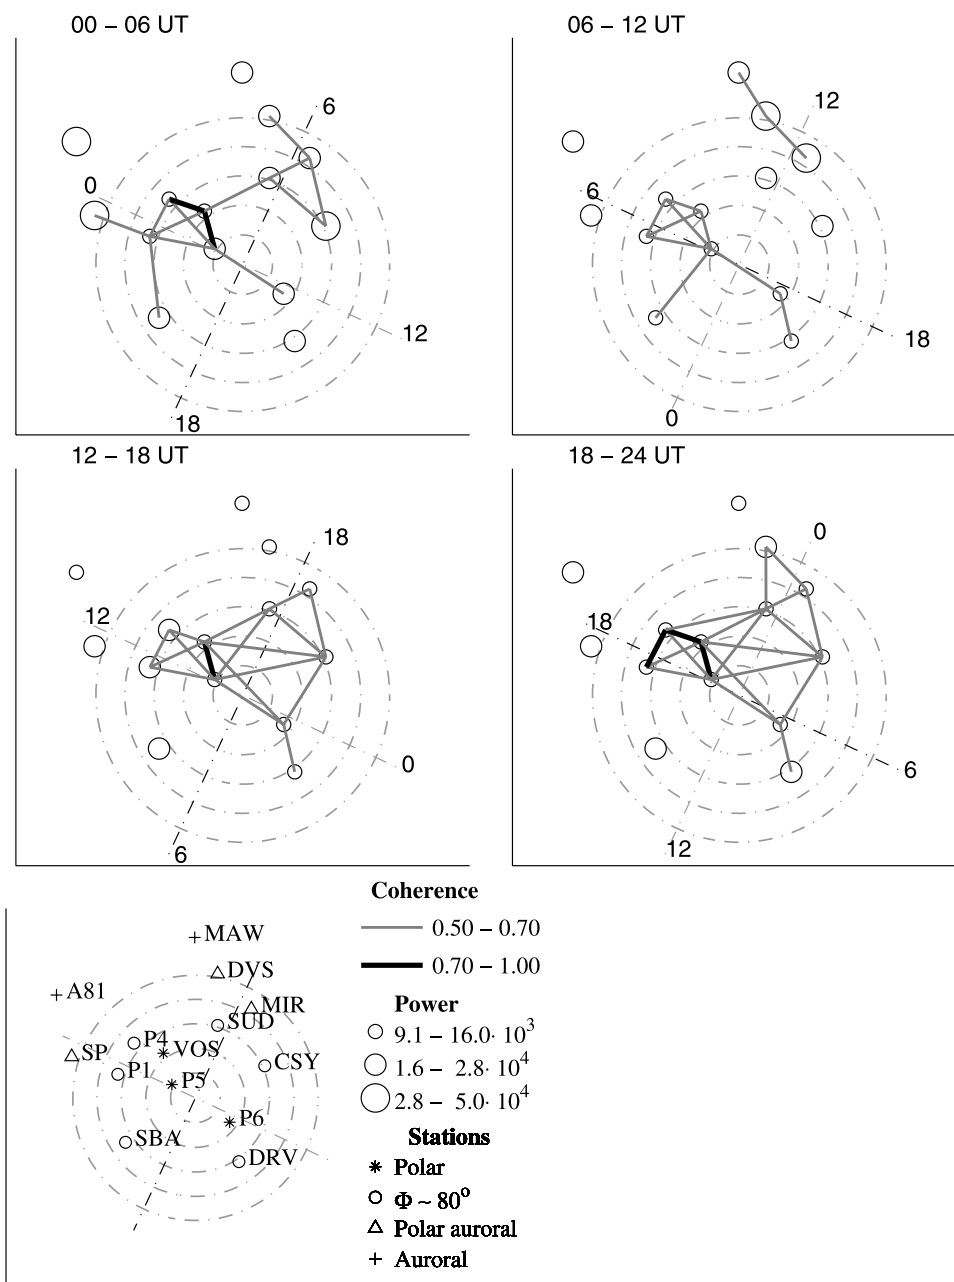 00 – 06 UT
6
0
12
18
06 – 12 UT
12
6
18
0
12 – 18 UT
18
12
0
6
18 – 24 UT
0
18
6
12
MAW
DVS
A81
MIR
SUD
P4
VOS
SP
CSY
P1
P5
P6
SBA
DRV
Coherence
0.50 – 0.70
0.70 – 1.00
Power
9.1 – 16.0· 10³
1.6 – 2.8· 10⁴
2.8 – 5.0· 10⁴
Stations
Polar
Φ ~ 80°
Polar auroral
Auroral